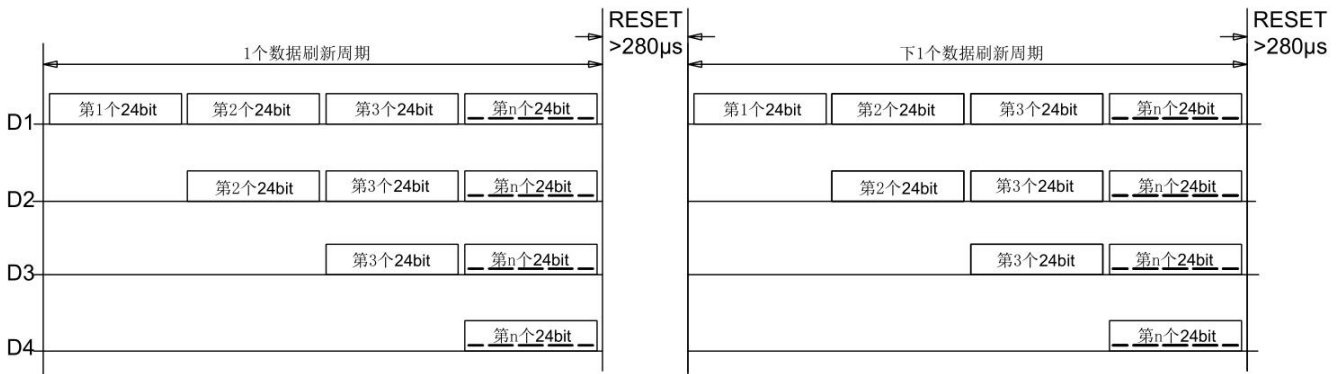 RESET
>280μs
RESET
>280μs
1个数据刷新周期
下1个数据刷新周期
D1
第1个24bit
第2个24bit
第3个24bit
第n个24bit
第1个24bit
第2个24bit
第3个24bit
第n个24bit
D2
第2个24bit
第3个24bit
第n个24bit
第2个24bit
第3个24bit
第n个24bit
D3
第3个24bit
第n个24bit
第3个24bit
第n个24bit
D4
第n个24bit
第n个24bit